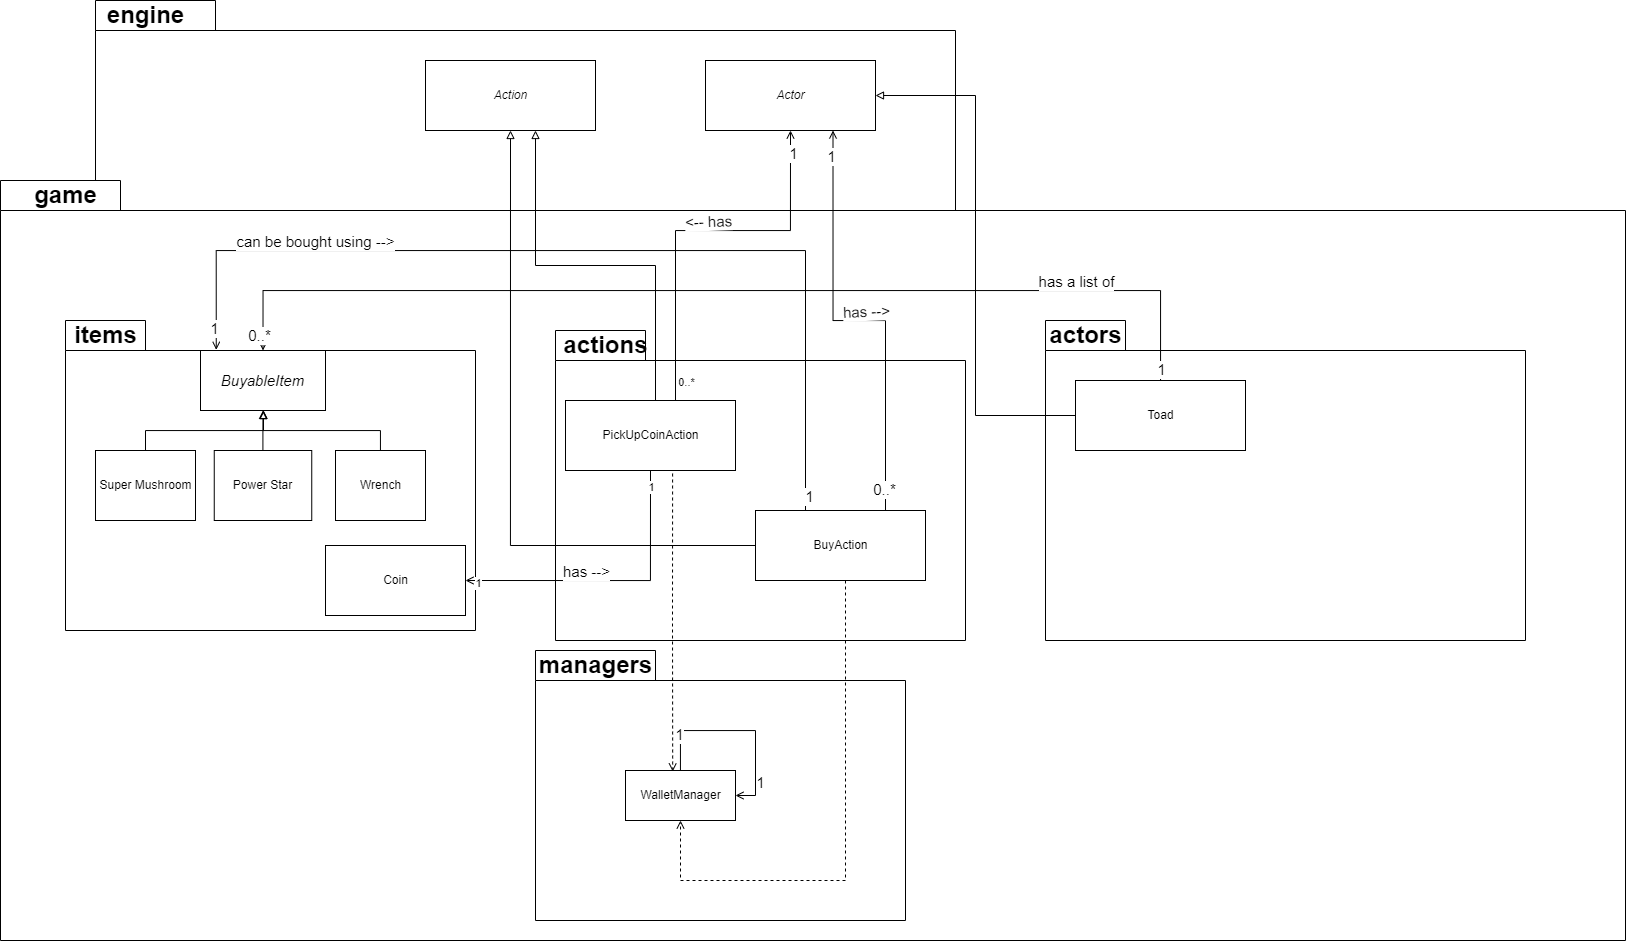 engine
Action
Actor
1
1
game
<-- has
can be bought using -->
has a list of
has -->
1
0..*
items
actions
actors
BuyableItem
0..*
1
PickUpCoinAction
Toad
Super Mushroom
Power Star
Wrench
1
1
0..*
BuyAction
Coin
1
has -->
managers
1
1
WalletManager